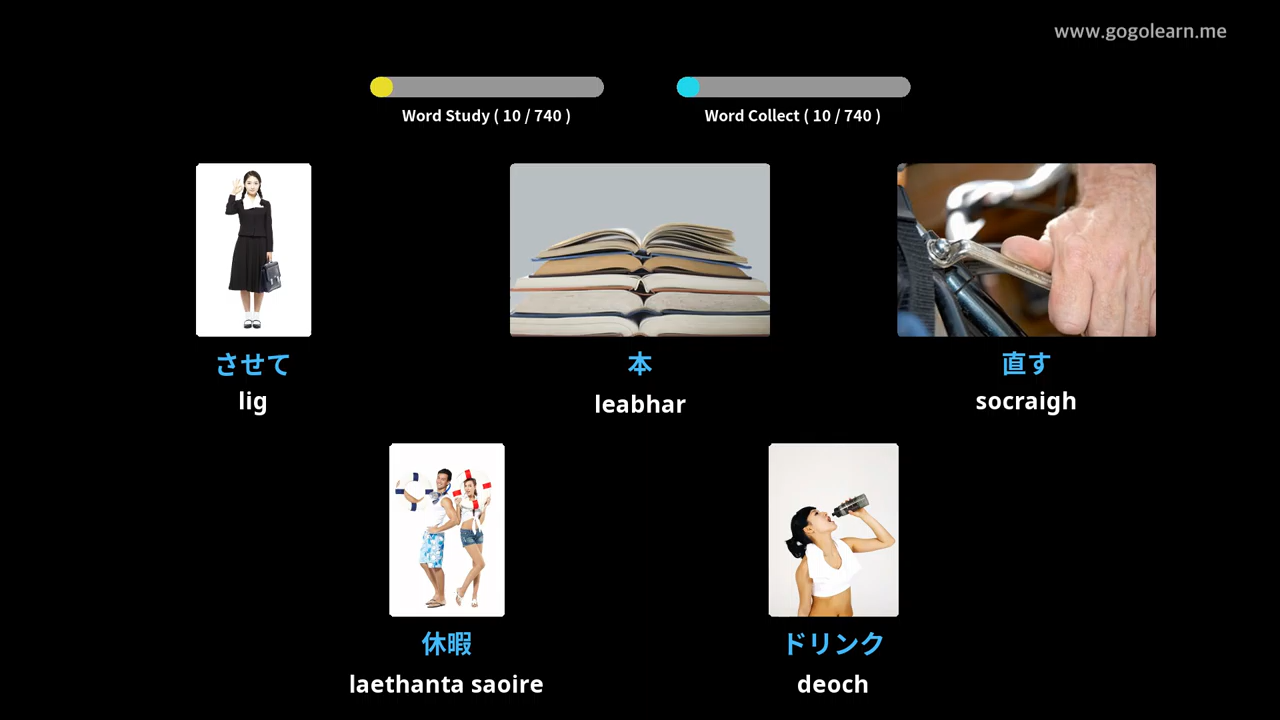 www.gogolearn.me
Word Study ( 10 / 740 )
Word Collect ( 10 / 740 )
させて
lig
本
leabhar
直す
socraigh
休暇
laethanta saoire
ドリンク
deoch